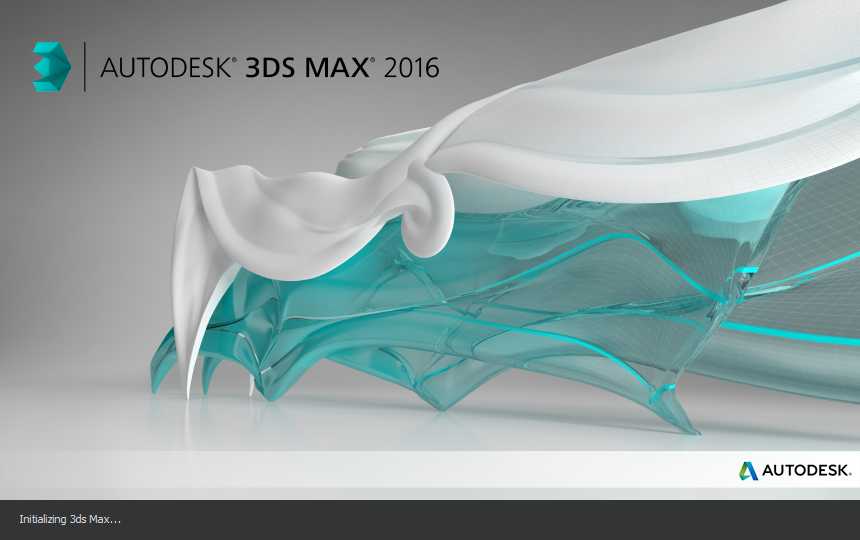 AUTODESK® 3DS MAX® 2016
AUTODESK®
Initializing 3ds Max...